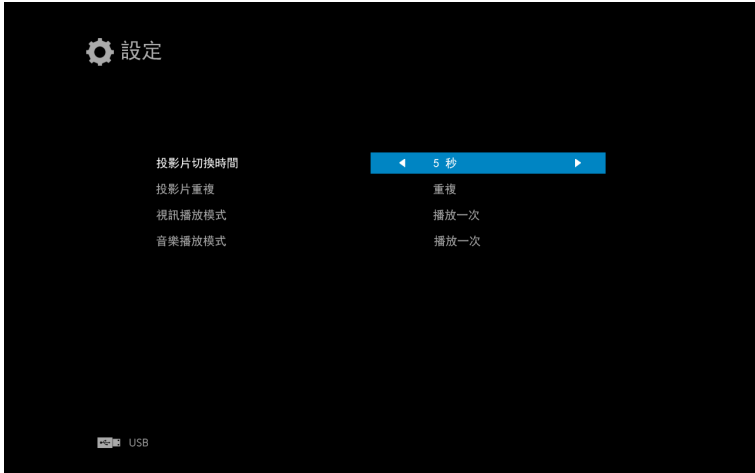 設定
投影片切換時間 5 秒
投影片重複 重複
視訊播放模式 播放一次
音樂播放模式 播放一次
USB